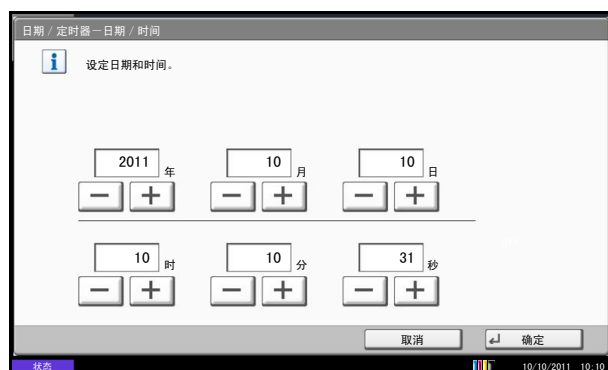 日期 / 定时器－日期 / 时间
设定日期和时间。
2011 年 10 月 10 日
10 时 10 分 31 秒
取消 确定
状态 10/10/2011 10:10